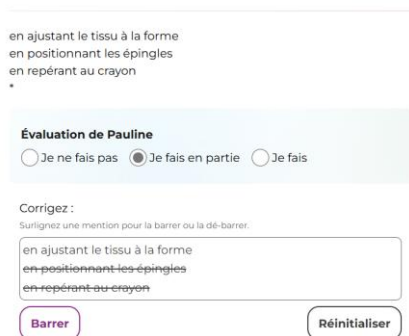 en ajustant le tissu à la forme
en positionnant les épingles
en repérant au crayon
*
Évaluation de Pauline
Je ne fais pas Je fais en partie Je fais
Corrigez :
Surlignez une mention pour la barrer ou la dé-barrer.
en ajustant le tissu à la forme
en positionnant les épingles
en repérant au crayon
Barrer Réinitialiser